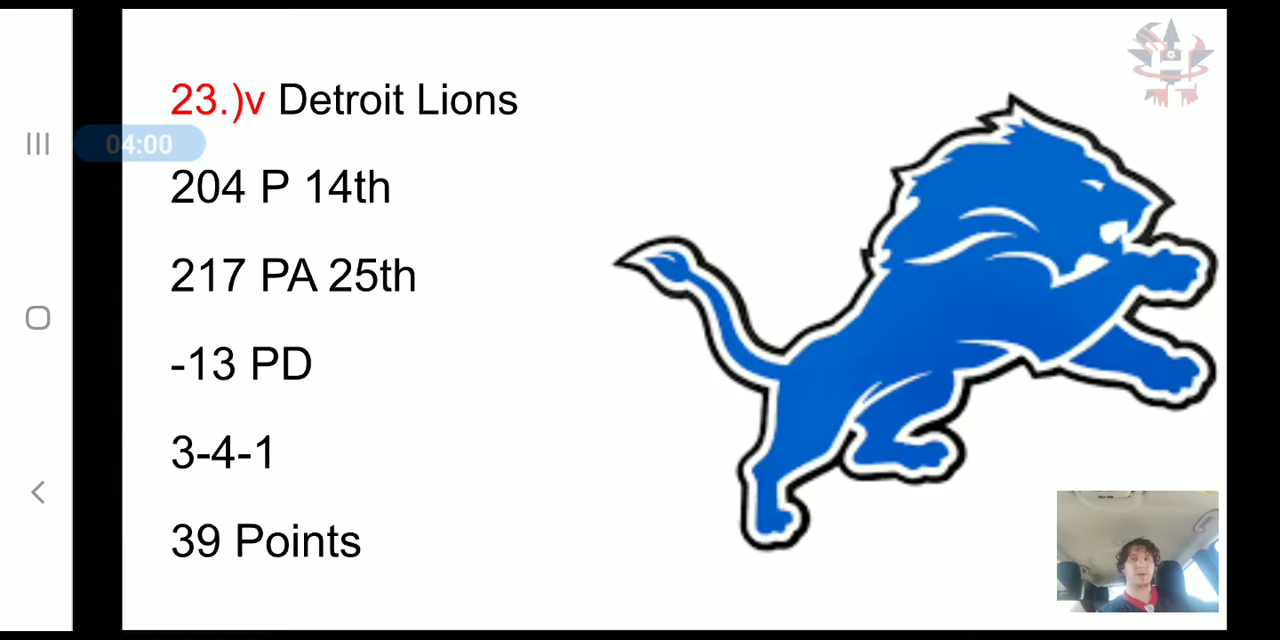 23.)v Detroit Lions
04:00
204 P 14th
217 PA 25th
-13 PD
3-4-1
39 Points